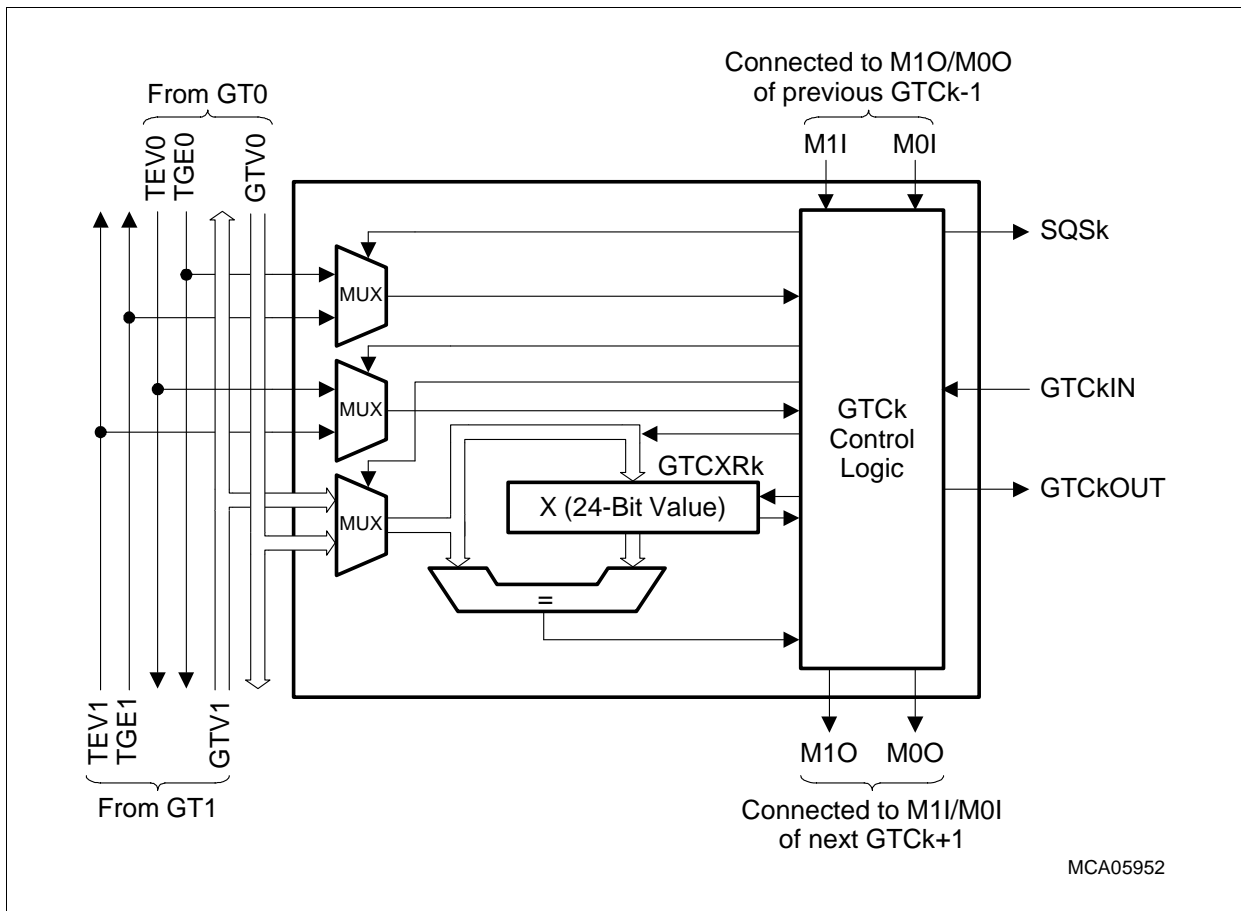 Connected to M1O/M0O
of previous GTCk-1
From GT0
M1I
M0I
TEV0
TGE0
GTV0
SQSk
MUX
GTCkIN
MUX
GTCk
Control
Logic
GTCXRk
GTCkOUT
X (24-Bit Value)
MUX
=
TEV1
TGE1
GTV1
M1O
M0O
From GT1
Connected to M1I/M0I
of next GTCk+1
MCA05952